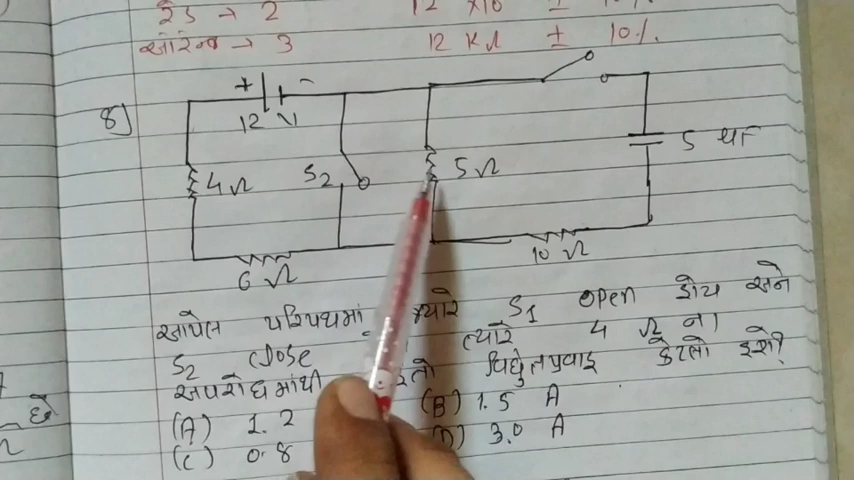 રેડ → 2 12 ± 10%
ઓરેન્જ → 3 12 KΩ ± 10%.
8)
+ -
12 V
4 Ω
S2
5 Ω
5 μF
6 Ω
10 Ω
આપેલ પરિપથમાં જ્યારે S1 open હોય અને
S2 close ત્યારે 4 Ω ના
અવરોધમાંથી વિદ્યુતપ્રવાહ કેટલો હશે?
(A) 1.2 (B) 1.5 A
(C) 0.8 (D) 3.0 A